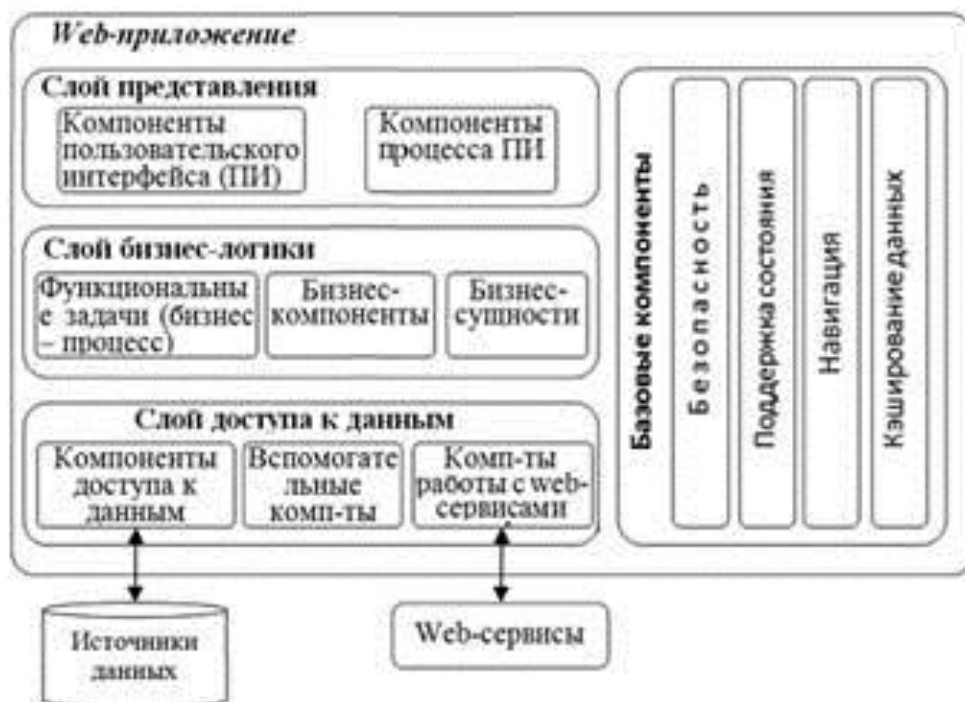 Web-приложение
Слой представления
Компоненты
пользовательского
интерфейса (ПИ)
Компоненты
процесса ПИ
Слой бизнес-логики
Функциональны
е задачи (бизнес
– процесс)
Бизнес-
компоненты
Бизнес-
сущности
Слой доступа к данным
Компоненты
доступа к
данным
Вспомогате
льные
комп-ты
Комп-ты
работы с web-
сервисами
Базовые компоненты
Безопасность
Поддержка состояния
Навигация
Кэширование данных
Источники
данных
Web-сервисы